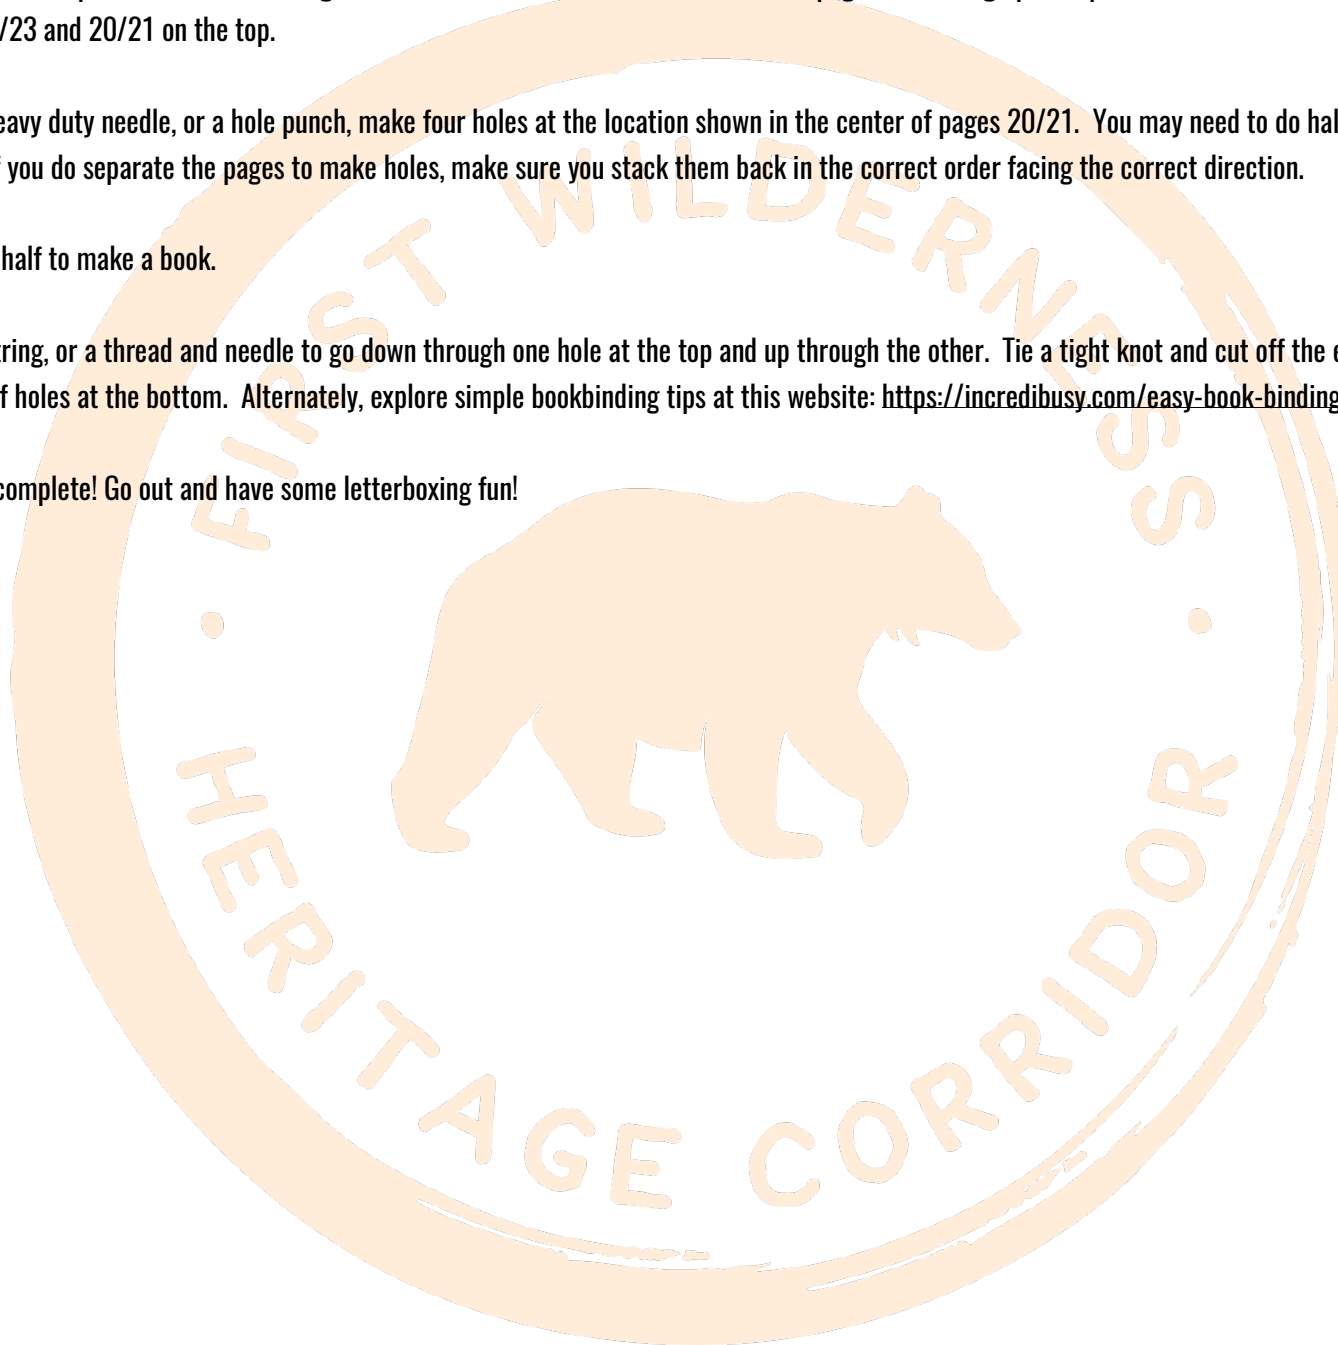 /23 and 20/21 on the top.
eavy duty needle, or a hole punch, make four holes at the location shown in the center of pages 20/21. You may need to do hal
f you do separate the pages to make holes, make sure you stack them back in the correct order facing the correct direction.
half to make a book.
tring, or a thread and needle to go down through one hole at the top and up through the other. Tie a tight knot and cut off the e
f holes at the bottom. Alternately, explore simple bookbinding tips at this website: https://incredibusy.com/easy-book-binding
complete! Go out and have some letterboxing fun!
• FIRST WILDERNESS •
HERITAGE CORRIDOR